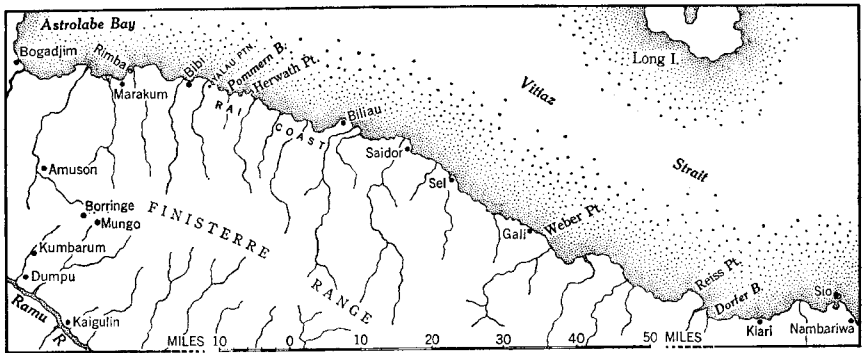 Astrolabe Bay
Bogadjim
Rimba
Bibi
YALAU PTN.
Pommern B.
Herwath Pt.
Long I.
Marakum
RAI
COAST
Biliau
Vitiaz
Strait
Saidor
Sel
Amuson
Borringe
Mungo
FINISTERRE
RANGE
Gali
Weber Pt.
Kumbarum
Dumpu
Reiss Pt.
Dorfer B.
Sio
Ramu R.
Kaigulin
Kiari
Nambariwa
MILES 10 0 10 20 30 40 50 MILES